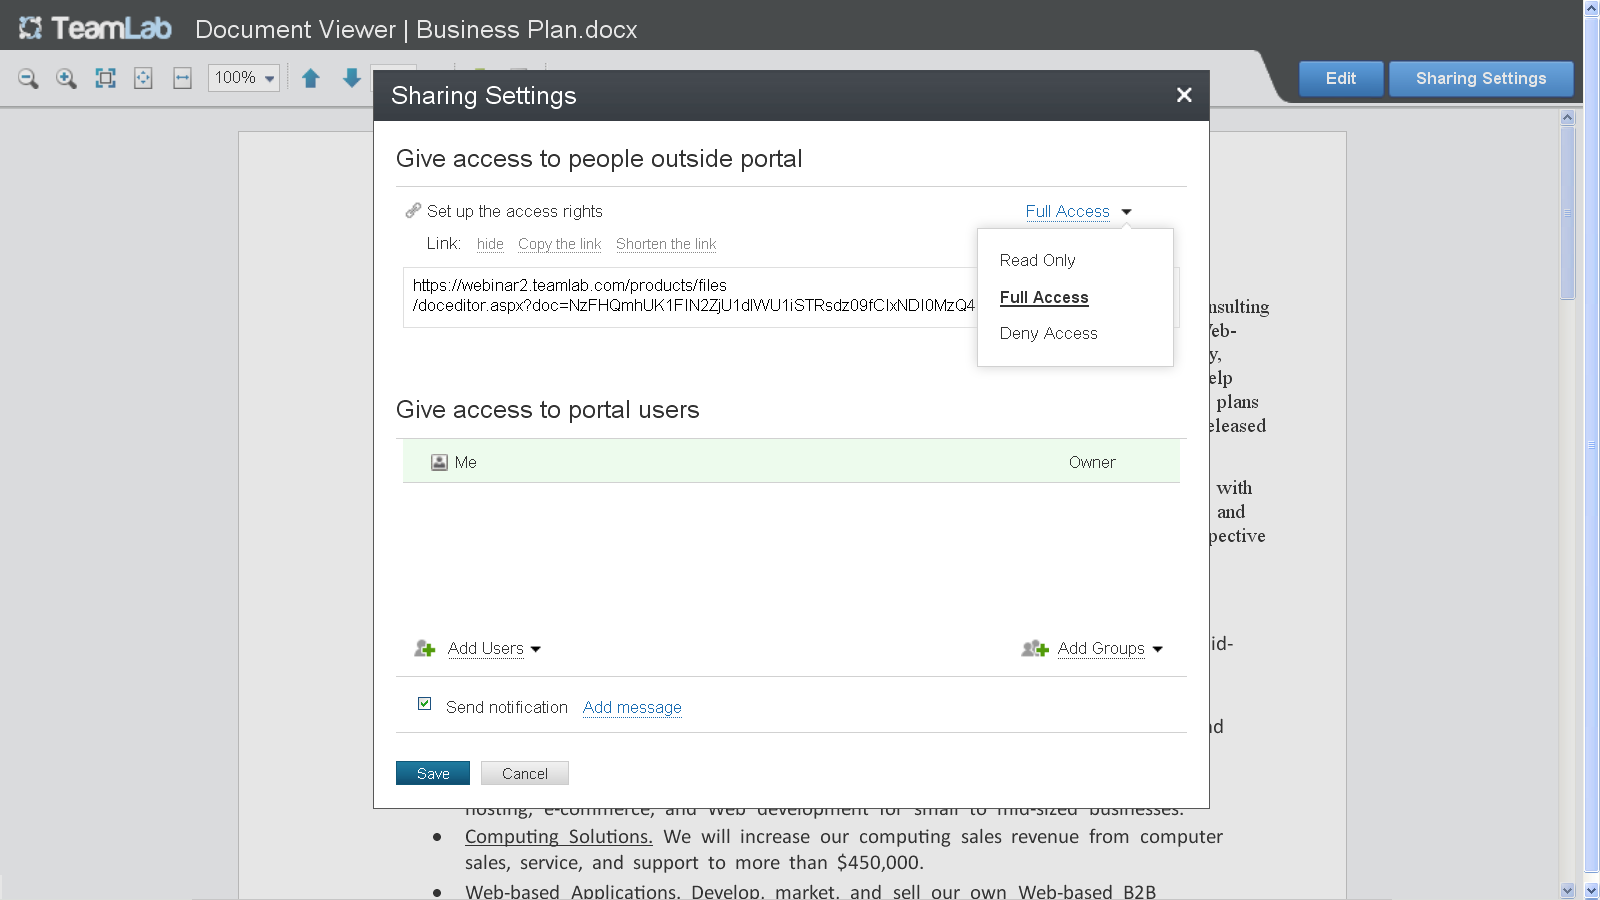 TeamLab Document Viewer | Business Plan.docx
100%
Edit
Sharing Settings
Sharing Settings
Give access to people outside portal
Set up the access rights
Full Access
Link: hide Copy the link Shorten the link
https://webinar2.teamlab.com/products/files
Read Only
Full Access
Deny Access
Give access to portal users
Me
Owner
Add Users
Add Groups
Send notification Add message
Save
Cancel
nsulting
eb-
y,
elp
plans
eleased
with
and
pective
id-
nd
hosting, e-commerce, and Web development for small to mid-sized businesses.
• Computing Solutions. We will increase our computing sales revenue from computer
sales, service, and support to more than $450,000.
• Web-based Applications. Develop, market, and sell our own Web-based B2B